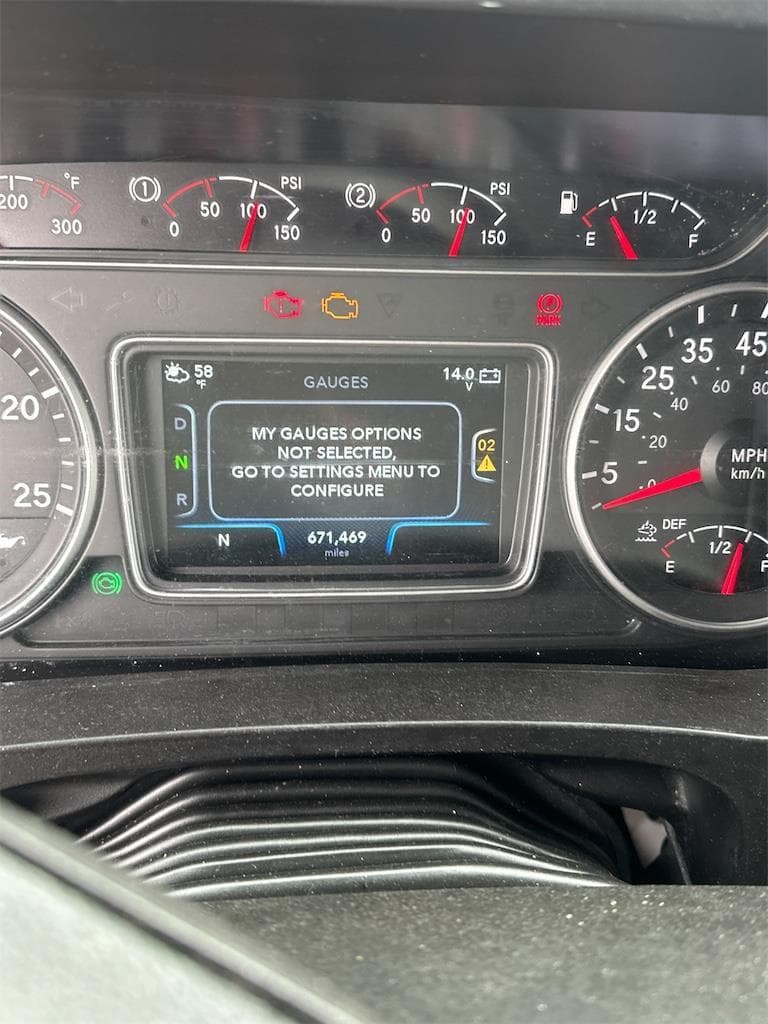 200 °F 300
1 PSI 0 50 100 150
2 PSI 0 50 100 150
E 1/2 F
PARK
20
25
58 °F GAUGES 14.0 V
D
N
R
MY GAUGES OPTIONS
NOT SELECTED,
GO TO SETTINGS MENU TO
CONFIGURE
02
N 671,469
miles
5 15 25 35 45
0 20 40 60 80
MPH
km/h
DEF
E 1/2 F